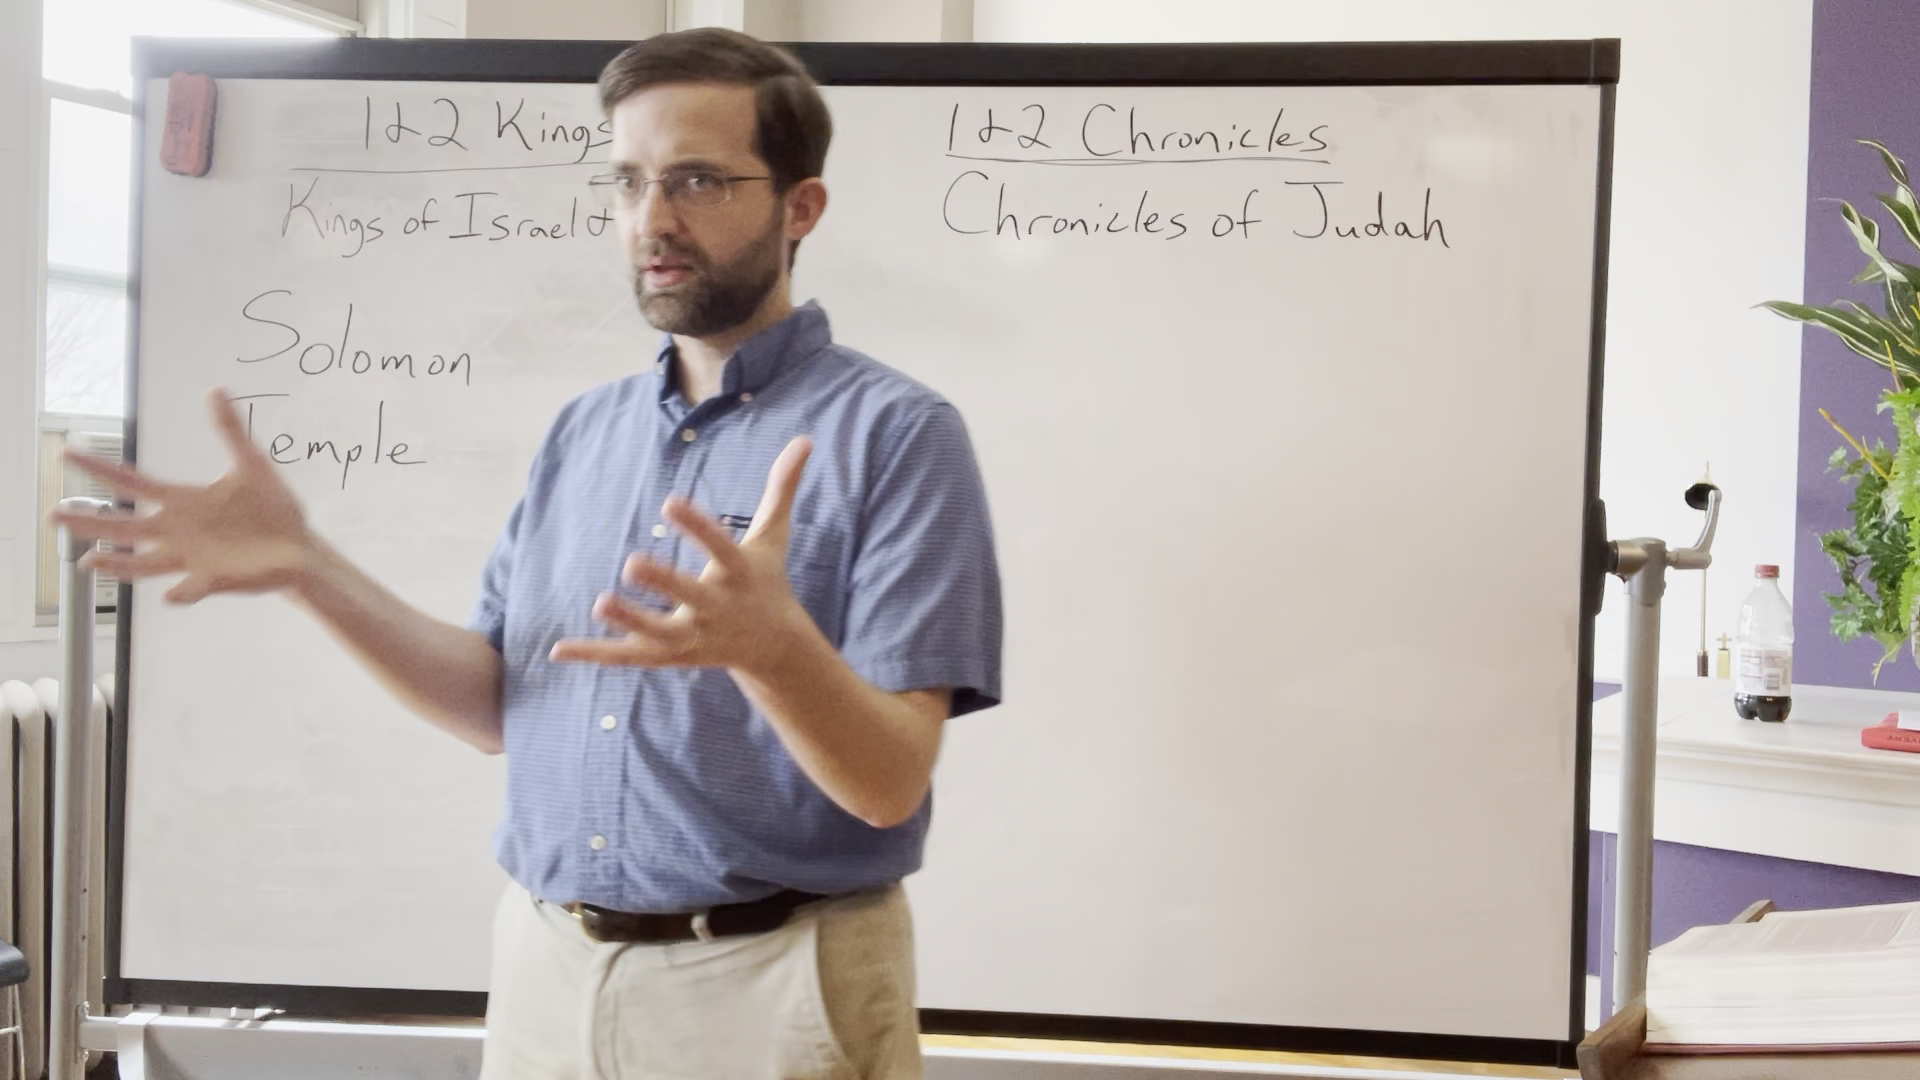 1 & 2 Kings
Kings of Israel &
Solomon
Temple
1 & 2 Chronicles
Chronicles of Judah